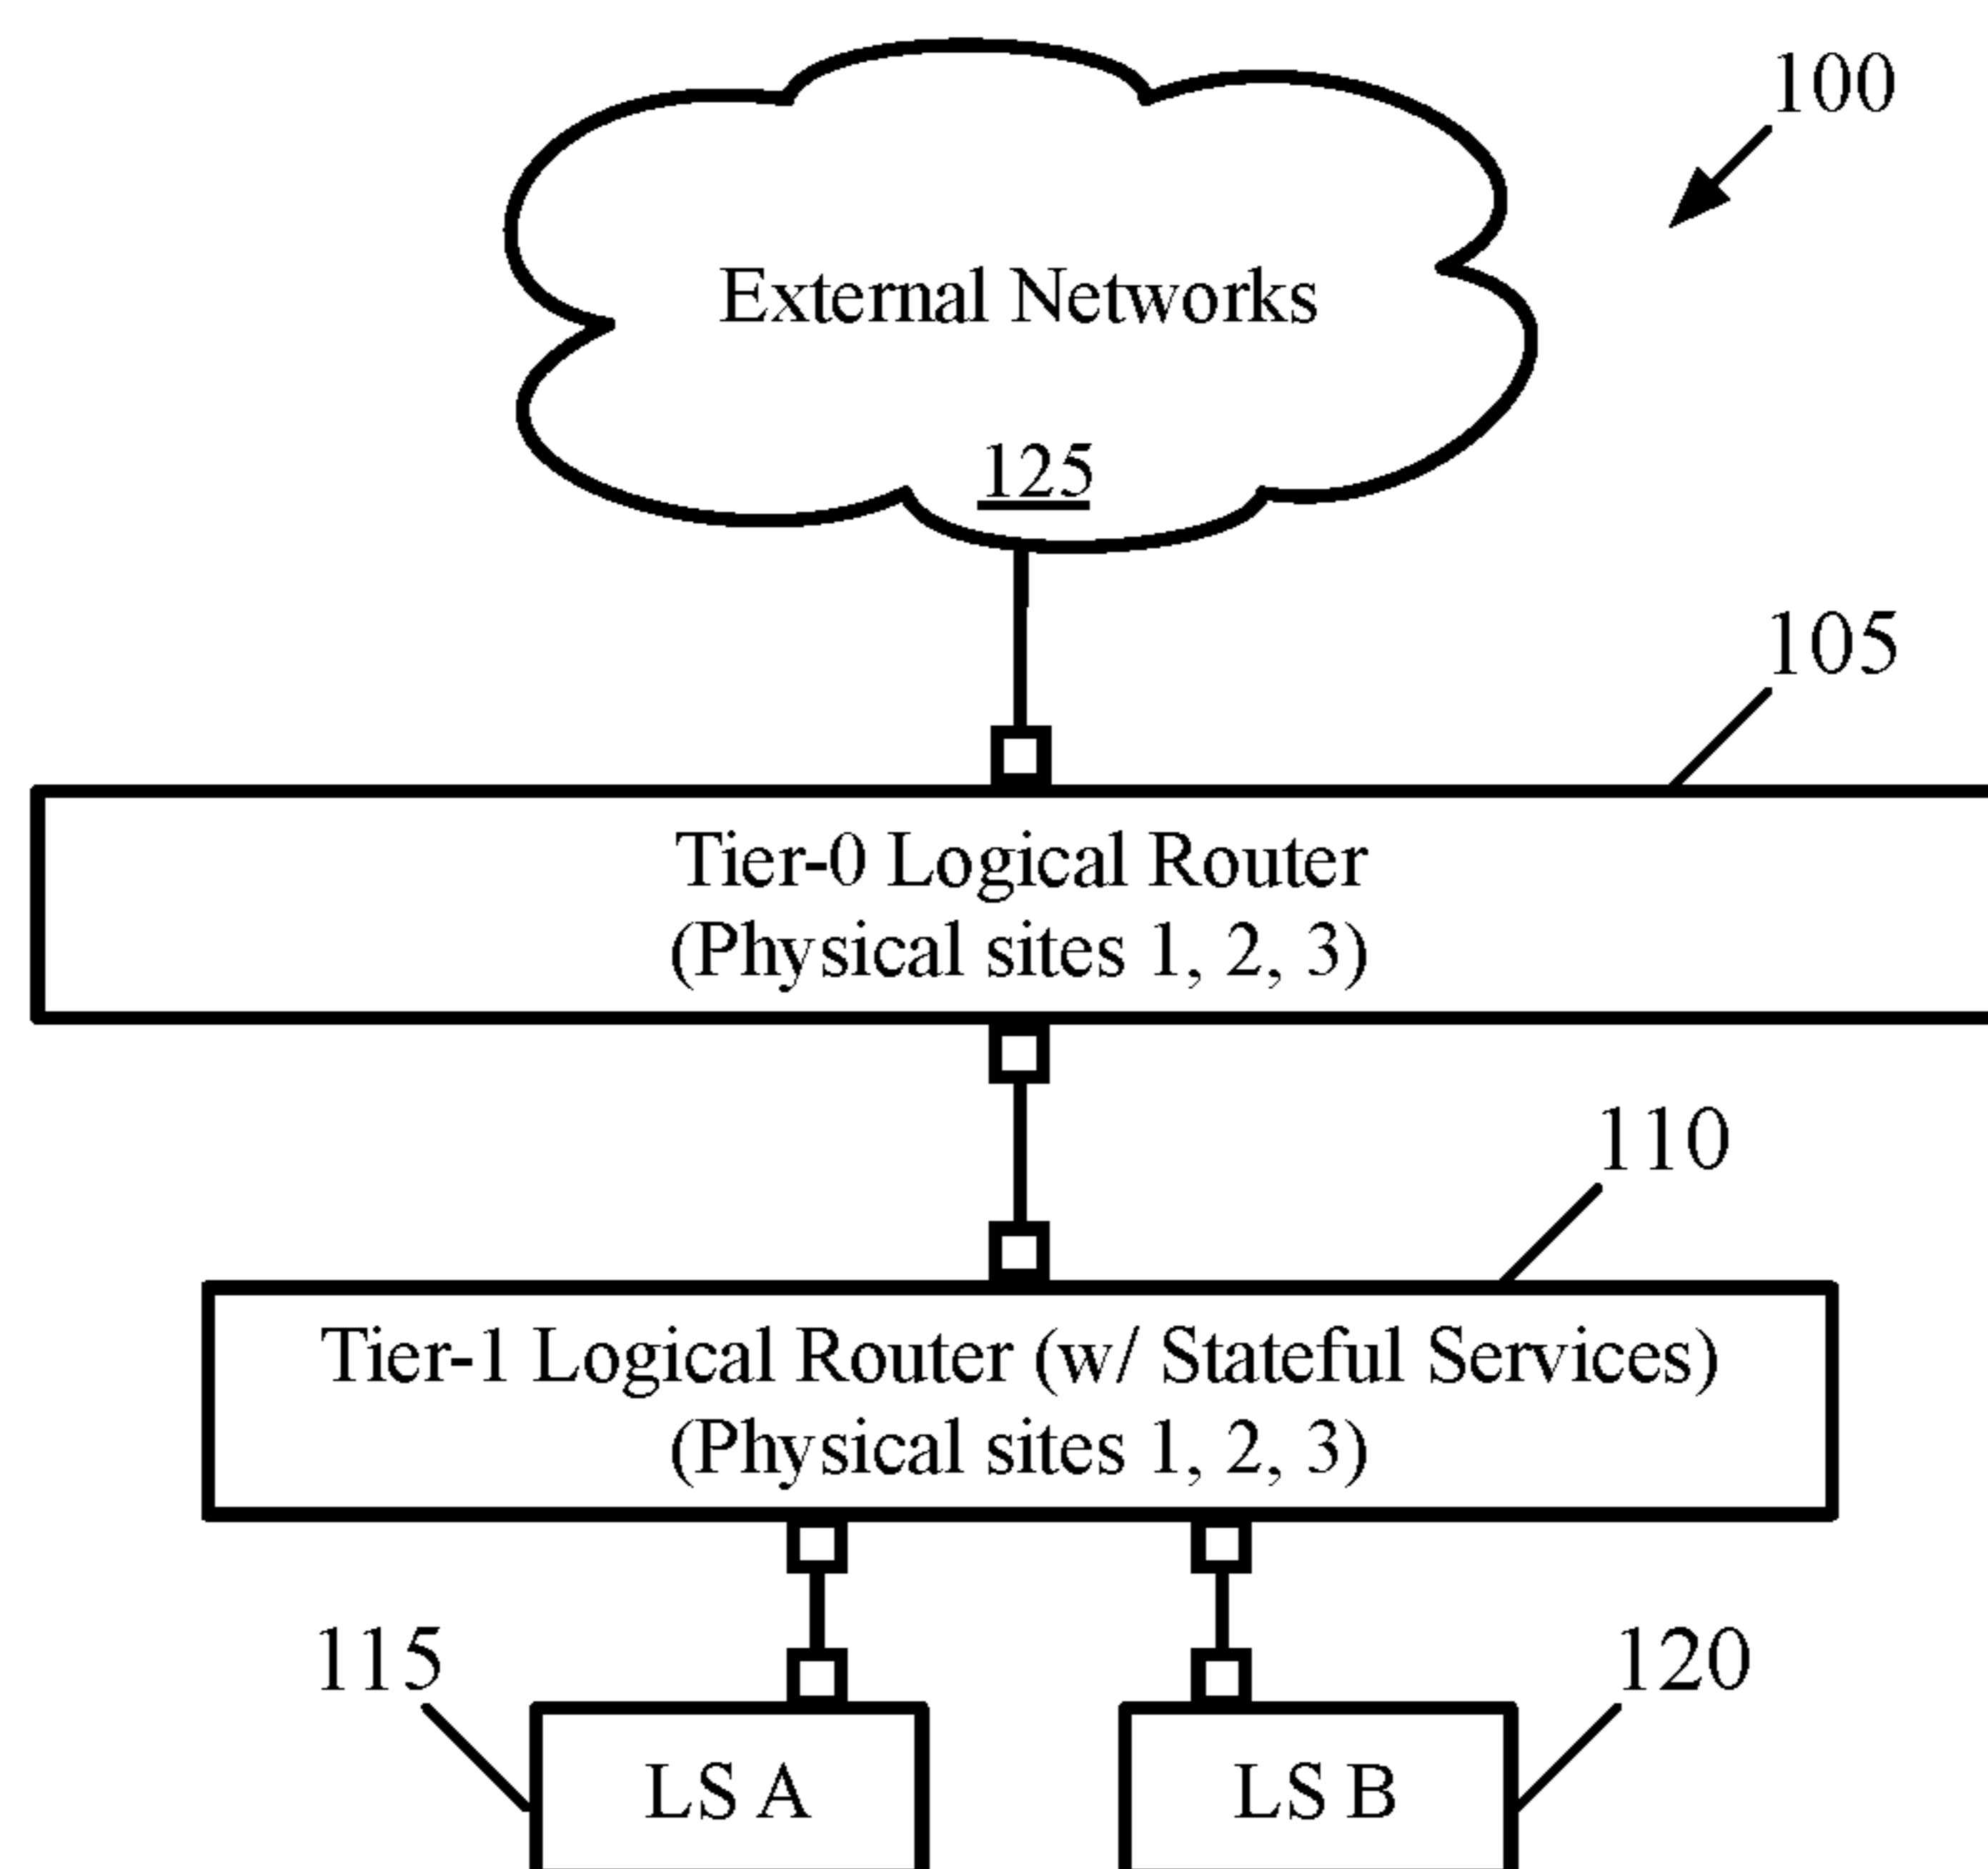 100
External Networks
125
105
Tier-0 Logical Router
(Physical sites 1, 2, 3)
110
Tier-1 Logical Router (w/ Stateful Services)
(Physical sites 1, 2, 3)
115
120
LS A
LS B